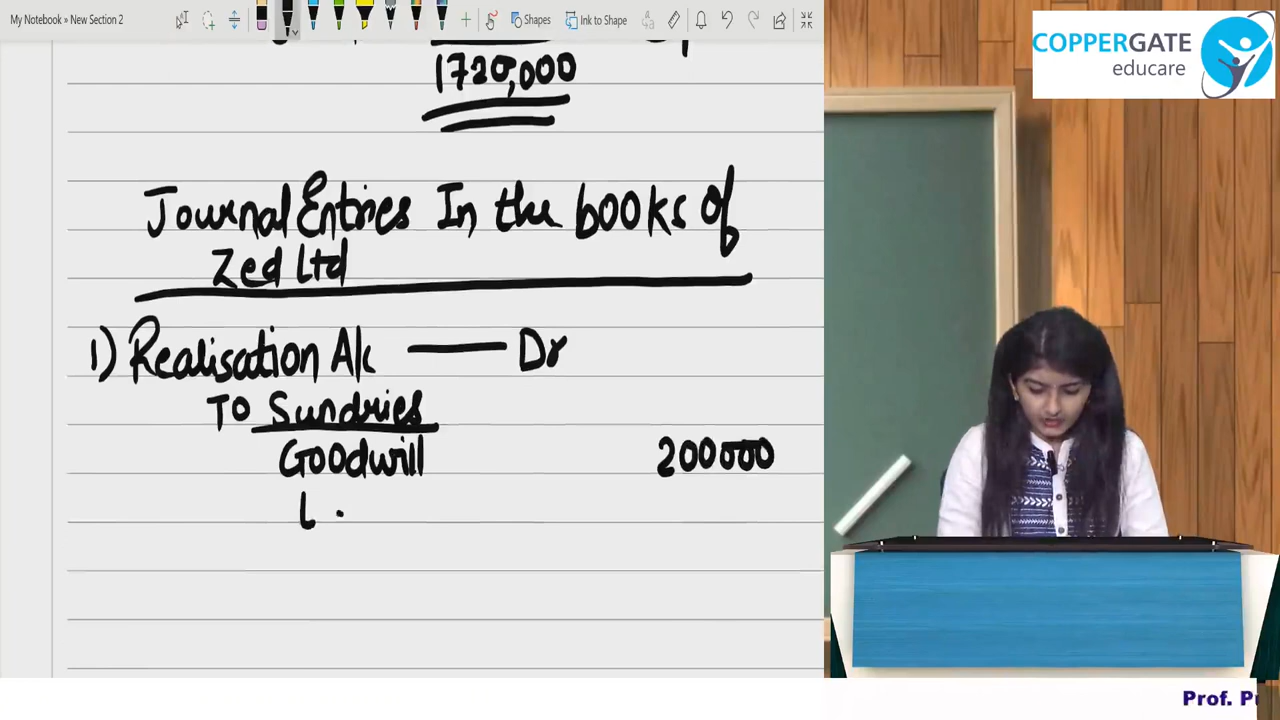 My Notebook » New Section 2
Shapes
Ink to Shape
COPPERGATE
educare
1720,000
Journal Entries In the books of
Zed Ltd
1) Realisation A/c —— Dr
To Sundries
Goodwill 200000
L
Prof. P